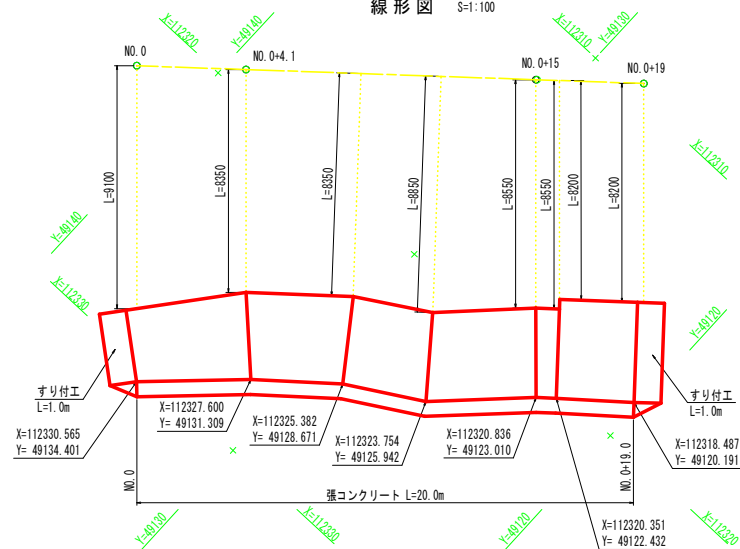 線形図 S=1:100
X=112320
Y=49140
X=112310
Y=49130
NO.0
NO.0+4.1
NO.0+15
NO.0+19
X=112310
L=9100
L=8350
L=8350
L=8850
L=8550
L=8550
L=8200
L=8200
Y=49140
X=112330
Y=49120
すり付工
L=1.0m
すり付工
L=1.0m
X=112330.565
Y= 49134.401
X=112327.600
Y= 49131.309
X=112325.382
Y= 49128.671
X=112323.754
Y= 49125.942
X=112320.836
Y= 49123.010
X=112318.487
Y= 49120.191
NO.0
張コンクリート L=20.0m
NO.0+19.0
X=112320.351
Y= 49122.432
Y=49130
X=112330
Y=49120
X=112320